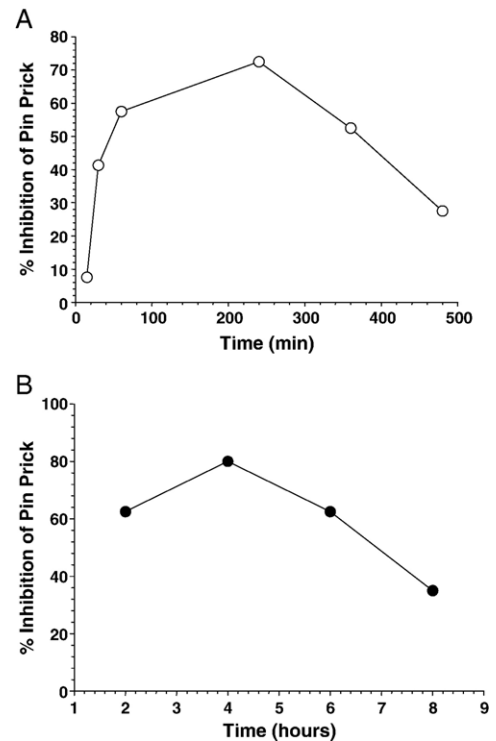 A
% Inhibition of Pin Prick
80
70
60
50
40
30
20
10
0
0 100 200 300 400 500
Time (min)
B
% Inhibition of Pin Prick
100
80
60
40
20
0
1 2 3 4 5 6 7 8 9
Time (hours)